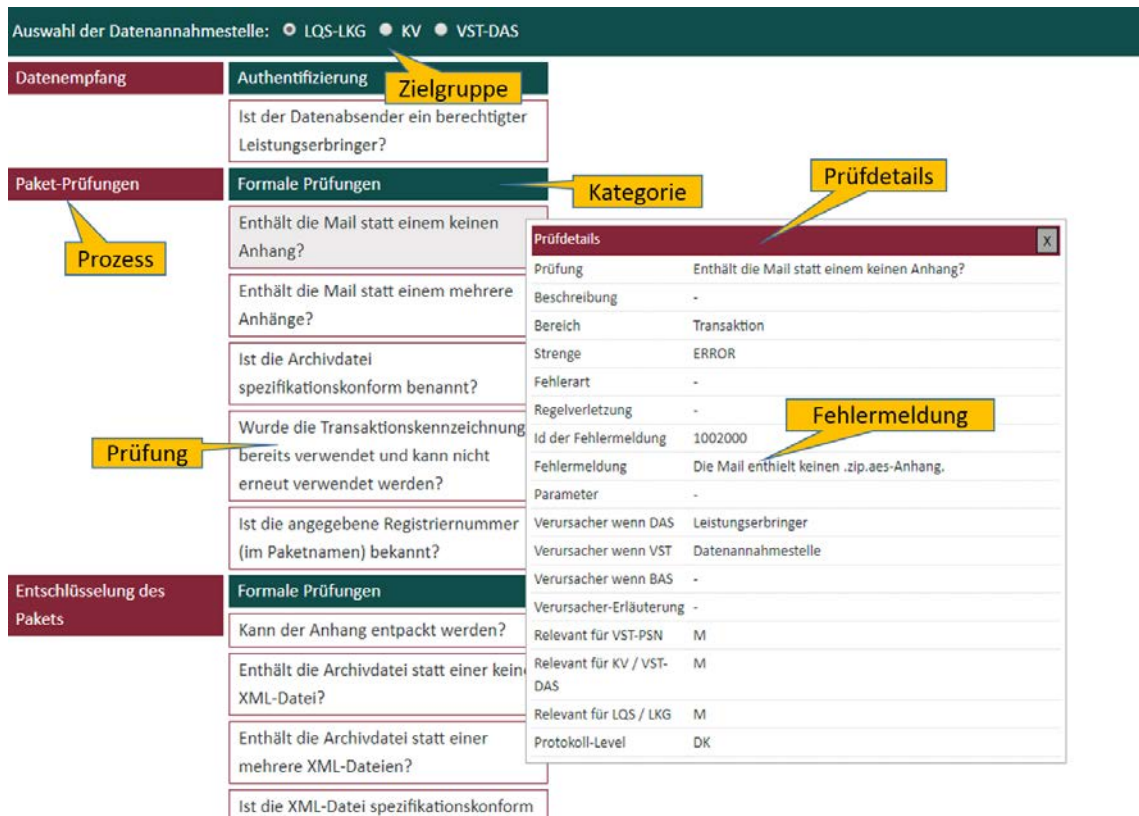 Auswahl der Datenannahmestelle: LQS-LKG KV VST-DAS
Zielgruppe
Datenempfang
Authentifizierung
Ist der Datenabsender ein berechtigter
Leistungserbringer?
Paket-Prüfungen
Prozess
Formale Prüfungen
Kategorie
Enthält die Mail statt einem keinen
Anhang?
Enthält die Mail statt einem mehrere
Anhänge?
Ist die Archivdatei
spezifikationskonform benannt?
Prüfung
Wurde die Transaktionskennzeichnung
bereits verwendet und kann nicht
erneut verwendet werden?
Ist die angegebene Registriernummer
(im Paketnamen) bekannt?
Entschlüsselung des
Pakets
Formale Prüfungen
Kann der Anhang entpackt werden?
Enthält die Archivdatei statt einer keine
XML-Datei?
Enthält die Archivdatei statt einer
mehrere XML-Dateien?
Ist die XML-Datei spezifikationskonform
Prüfdetails
Prüfdetails X
Prüfung Enthält die Mail statt einem keinen Anhang?
Beschreibung -
Bereich Transaktion
Strenge ERROR
Fehlerart -
Regelverletzung -
Fehlermeldung
Id der Fehlermeldung 1002000
Fehlermeldung Die Mail enthielt keinen .zip.aes-Anhang.
Parameter -
Verursacher wenn DAS Leistungserbringer
Verursacher wenn VST Datenannahmestelle
Verursacher wenn BAS -
Verursacher-Erläuterung -
Relevant für VST-PSN M
Relevant für KV / VST- M
DAS
Relevant für LQS / LKG M
Protokoll-Level DK